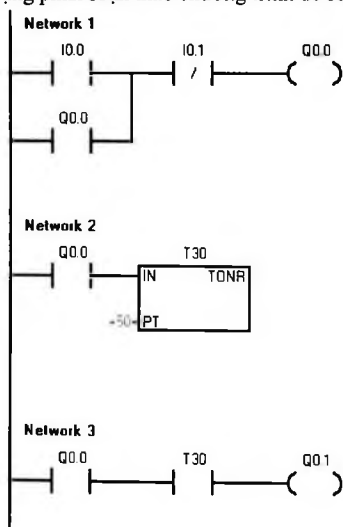 Network 1
I0.0 I0.1 Q0.0
/
Q0.0
Network 2
Q0.0 T30
IN TONR
50 PT
Network 3
Q0.0 T30 Q0.1